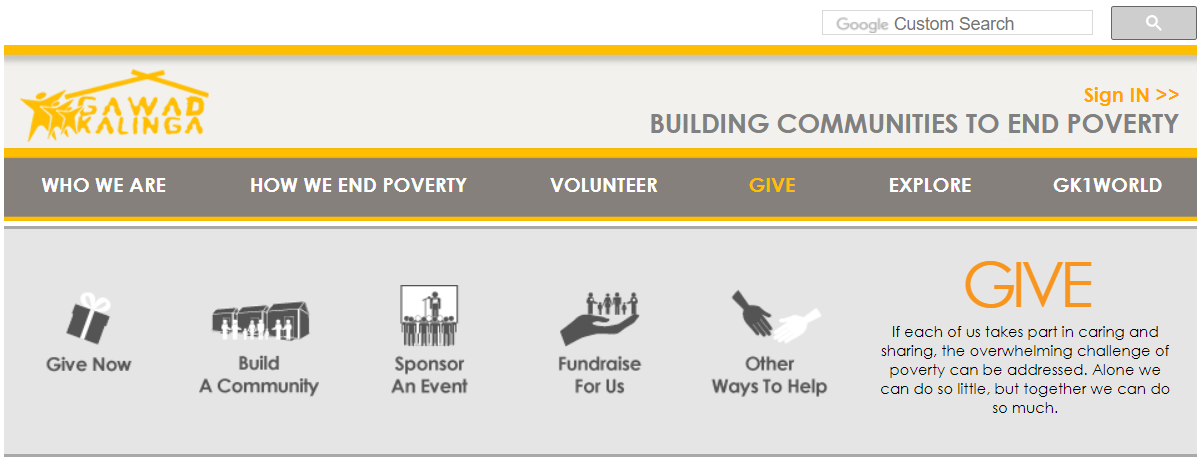 Google Custom Search
GAWAD
KALINGA
Sign IN >>
BUILDING COMMUNITIES TO END POVERTY
WHO WE ARE HOW WE END POVERTY VOLUNTEER GIVE EXPLORE GK1WORLD
Give Now
Build
A Community
Sponsor
An Event
Fundraise
For Us
Other
Ways To Help
GIVE
If each of us takes part in caring and
sharing, the overwhelming challenge of
poverty can be addressed. Alone we
can do so little, but together we can do
so much.